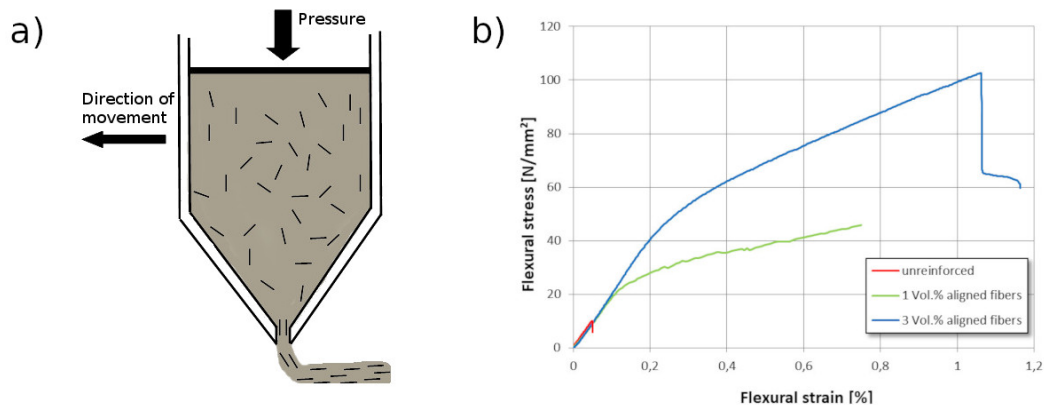 a)
Pressure
Direction of
movement
b)
Flexural stress [N/mm²]
120
100
80
60
40
20
0
0
0,2
0,4
0,6
0,8
1
1,2
Flexural strain [%]
unreinforced
1 Vol.% aligned fibers
3 Vol.% aligned fibers